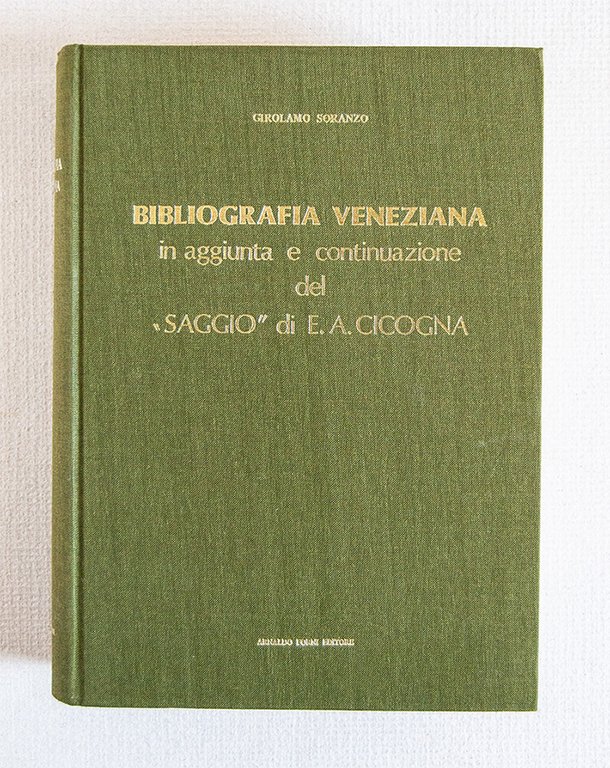 GIROLAMO SORANZO
BIBLIOGRAFIA VENEZIANA
in aggiunta e continuazione
del
"SAGGIO" di E. A. CICOGNA
ARNALDO FORNI EDITORE